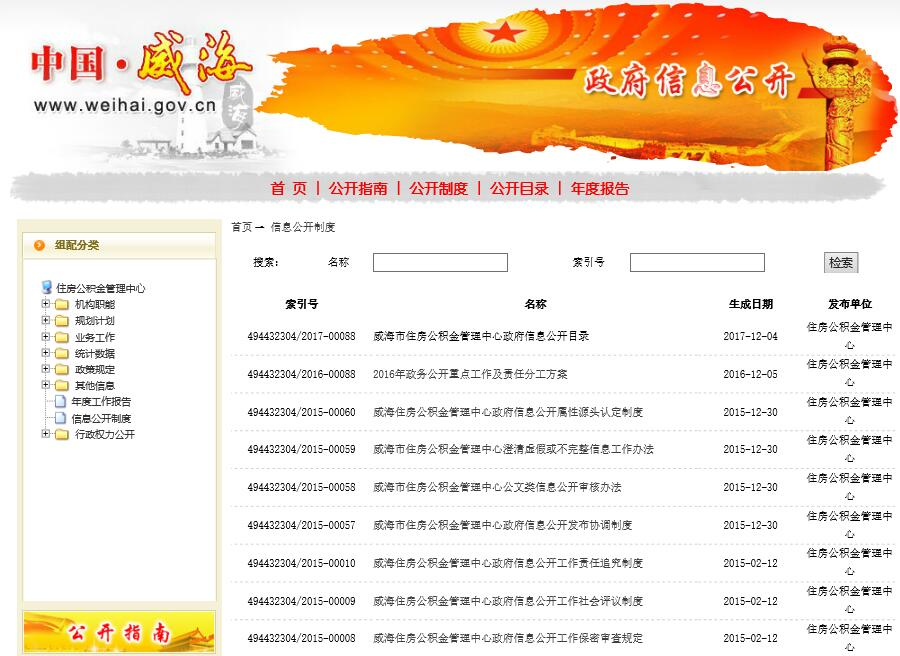 中国·威海
www.weihai.gov.cn
威海
政府信息公开
首 页 | 公开指南 | 公开制度 | 公开目录 | 年度报告
组配分类
住房公积金管理中心
机构职能
规划计划
业务工作
统计数据
政策规定
其他信息
年度工作报告
信息公开制度
行政权力公开
公开指南
首页→ 信息公开制度
搜索: 名称 索引号 检索
索引号 名称 生成日期 发布单位
494432304/2017-00088 威海市住房公积金管理中心政府信息公开目录 2017-12-04 住房公积金管理中
心
494432304/2016-00088 2016年政务公开重点工作及责任分工方案 2016-12-05 住房公积金管理中
心
494432304/2015-00060 威海住房公积金管理中心政府信息公开属性源头认定制度 2015-12-30 住房公积金管理中
心
494432304/2015-00059 威海市住房公积金管理中心澄清虚假或不完整信息工作办法 2015-12-30 住房公积金管理中
心
494432304/2015-00058 威海市住房公积金管理中心公文类信息公开审核办法 2015-12-30 住房公积金管理中
心
494432304/2015-00057 威海市住房公积金管理中心政府信息公开发布协调制度 2015-12-30 住房公积金管理中
心
494432304/2015-00010 威海住房公积金管理中心政府信息公开工作责任追究制度 2015-02-12 住房公积金管理中
心
494432304/2015-00009 威海住房公积金管理中心政府信息公开工作社会评议制度 2015-02-12 住房公积金管理中
心
494432304/2015-00008 威海住房公积金管理中心政府信息公开工作保密审查规定 2015-02-12 住房公积金管理中
心